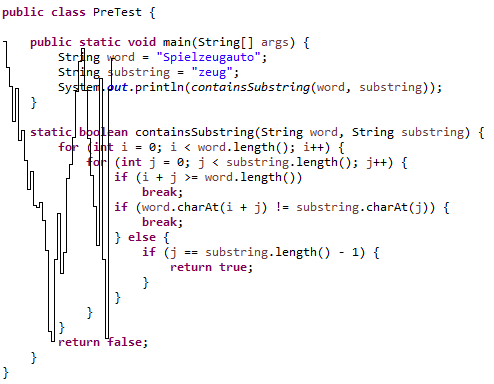 public class PreTest {
public static void main(String[] args) {
String word = "Spielzeugauto";
String substring = "zeug";
System.out.println(containsSubstring(word, substring));
}
static boolean containsSubstring(String word, String substring) {
for (int i = 0; i < word.length(); i++) {
for (int j = 0; j < substring.length(); j++) {
if (i + j >= word.length())
break;
if (word.charAt(i + j) != substring.charAt(j)) {
break;
} else {
if (j == substring.length() - 1) {
return true;
}
}
}
}
return false;
}
}